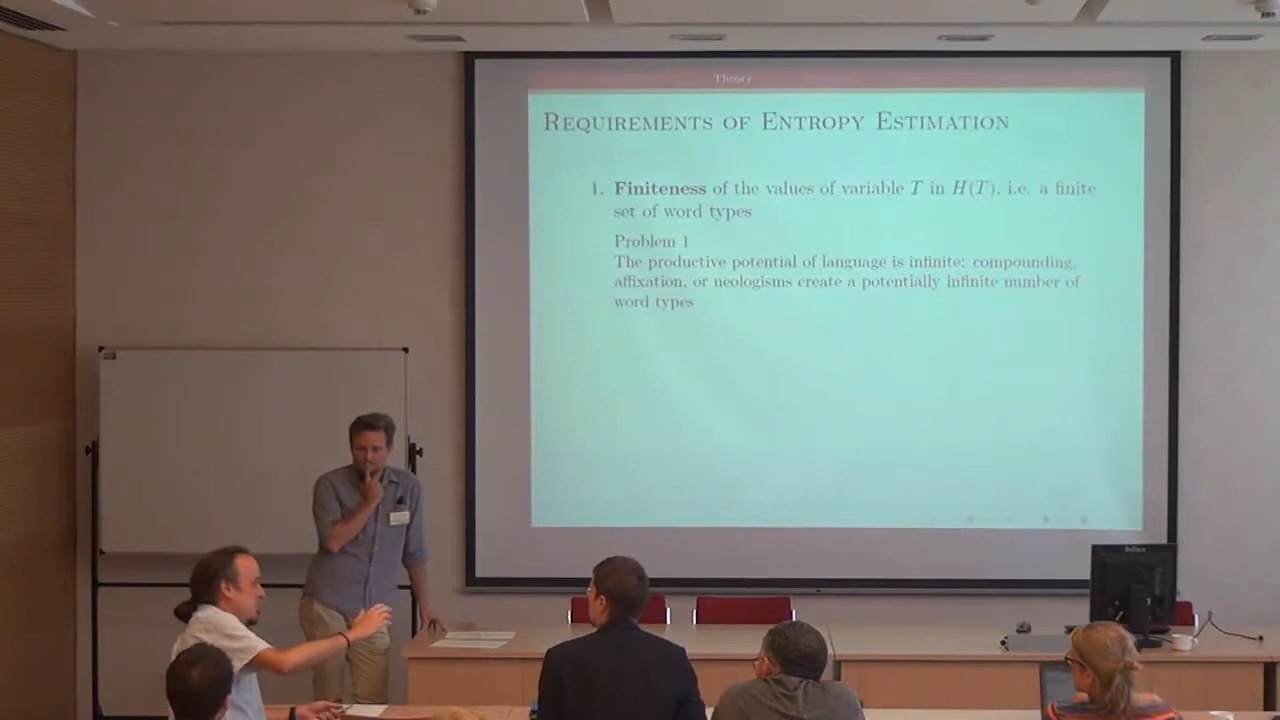 Theory
Requirements of Entropy Estimation
1. Finiteness of the values of variable T in H(T), i.e. a finite
set of word types
Problem 1
The productive potential of language is infinite: compounding,
affixation, or neologisms create a potentially infinite number of
word types